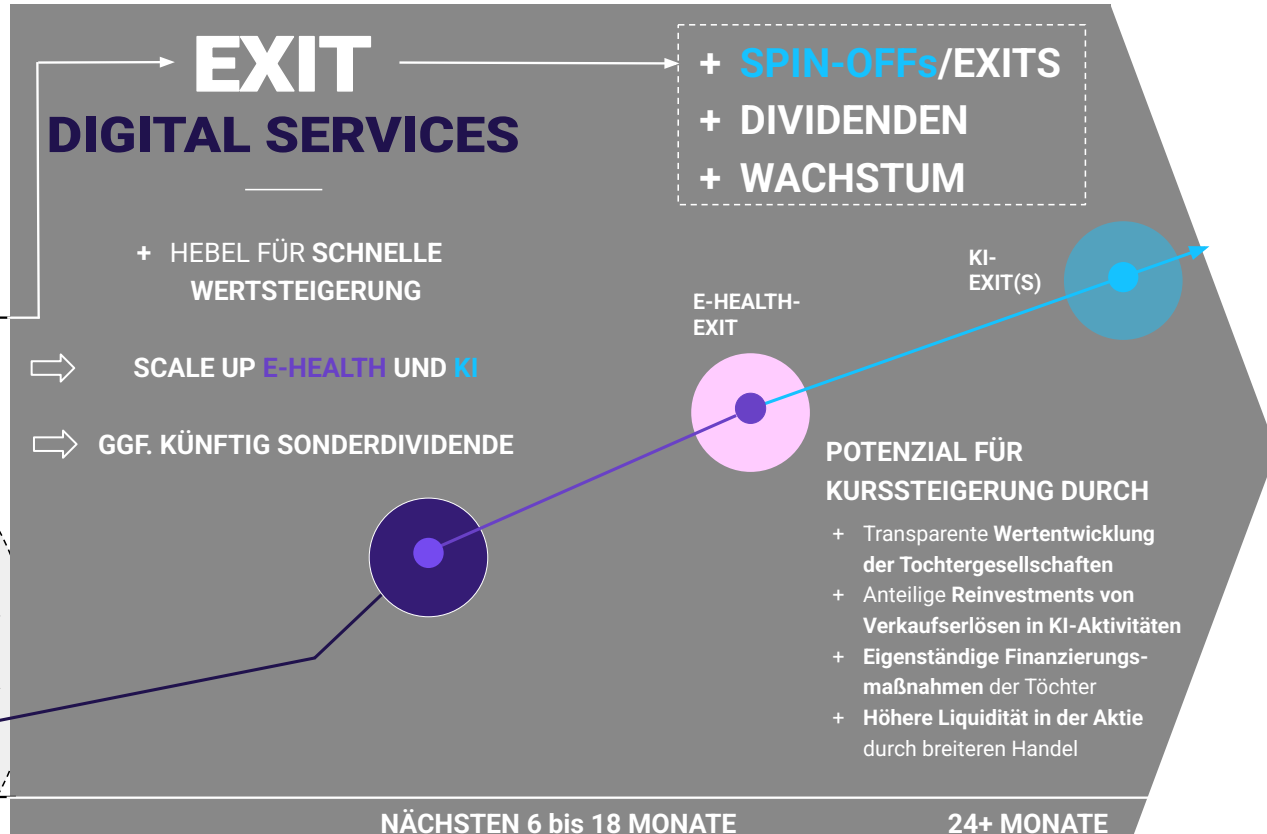 EXIT
DIGITAL SERVICES
+ HEBEL FÜR SCHNELLE
WERTSTEIGERUNG
SCALE UP E-HEALTH UND KI
GGF. KÜNFTIG SONDERDIVIDENDE
+ SPIN-OFFs/EXITS
+ DIVIDENDEN
+ WACHSTUM
KI-
EXIT(S)
E-HEALTH-
EXIT
POTENZIAL FÜR
KURSSTEIGERUNG DURCH
+ Transparente Wertentwicklung
der Tochtergesellschaften
+ Anteilige Reinvestments von
Verkaufserlösen in KI-Aktivitäten
+ Eigenständige Finanzierungs-
maßnahmen der Töchter
+ Höhere Liquidität in der Aktie
durch breiteren Handel
NÄCHSTEN 6 bis 18 MONATE
24+ MONATE